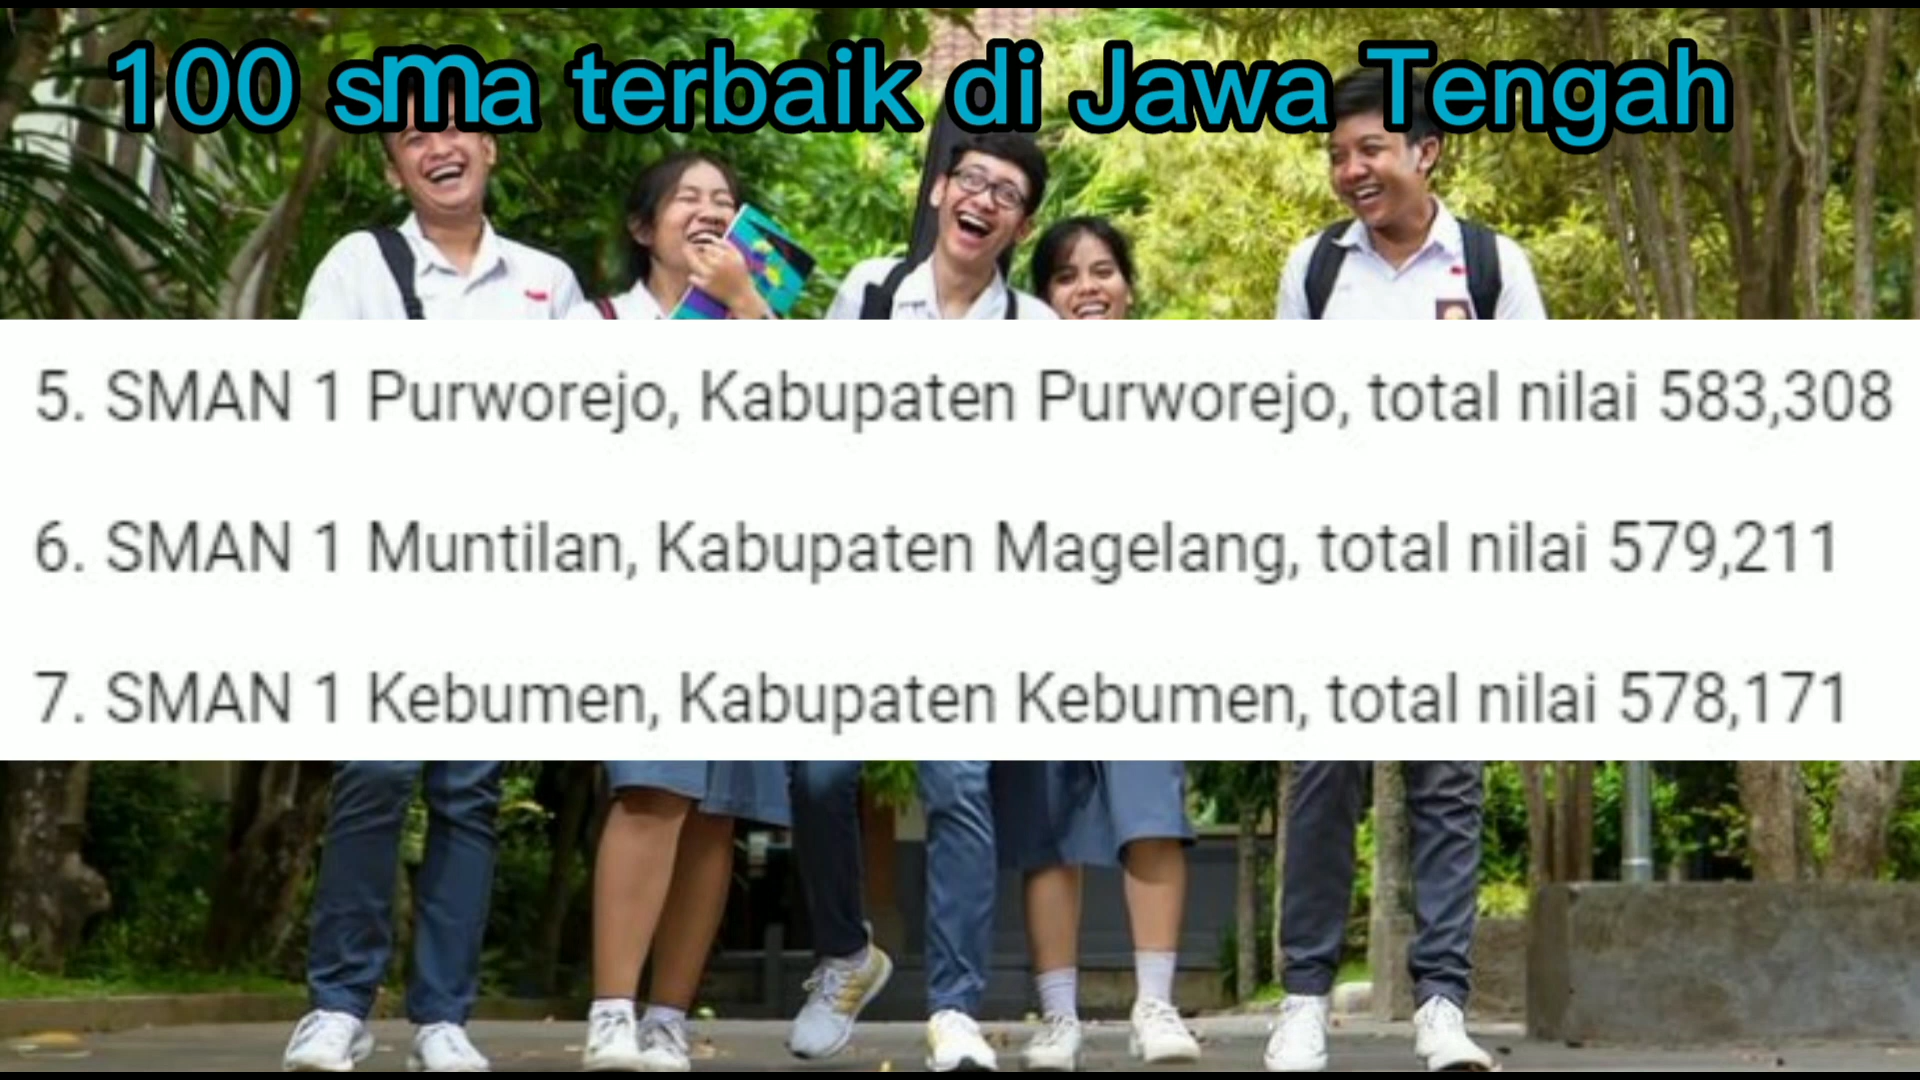 100 sma terbaik di Jawa Tengah
5. SMAN 1 Purworejo, Kabupaten Purworejo, total nilai 583,308
6. SMAN 1 Muntilan, Kabupaten Magelang, total nilai 579,211
7. SMAN 1 Kebumen, Kabupaten Kebumen, total nilai 578,171